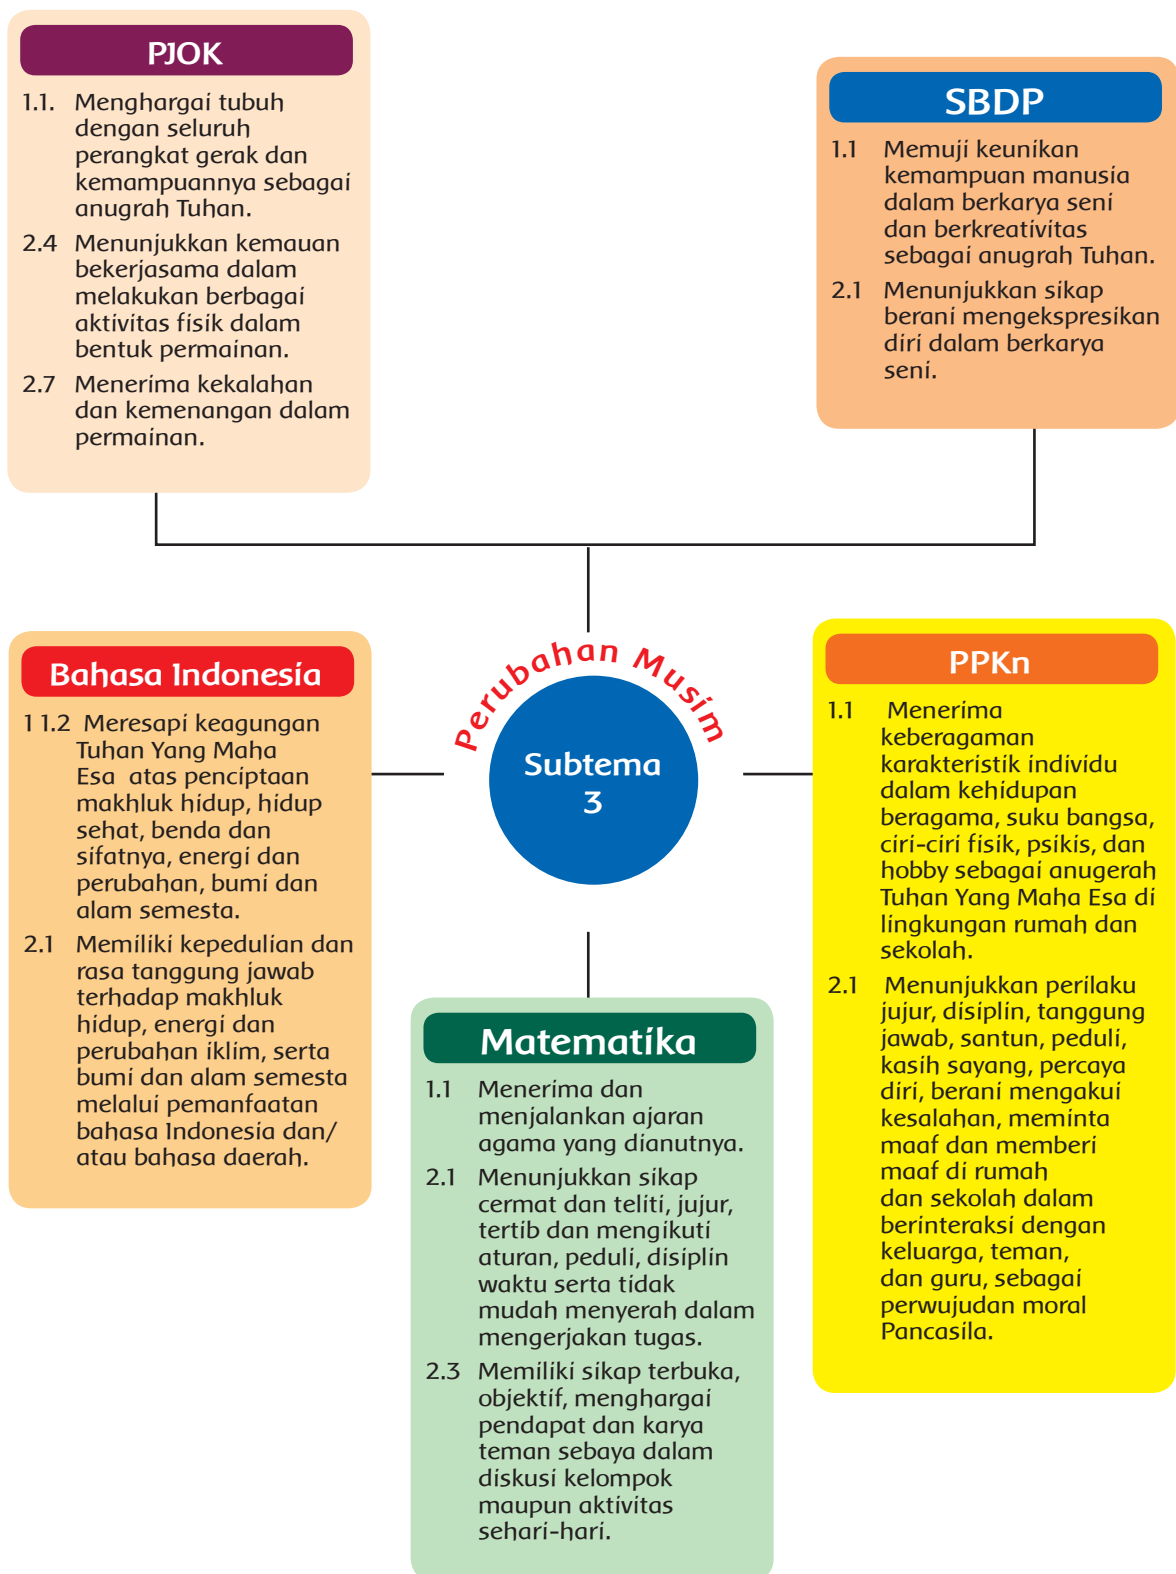 PJOK
1.1. Menghargai tubuh
dengan seluruh
perangkat gerak dan
kemampuannya sebagai
anugrah Tuhan.
2.4 Menunjukkan kemauan
bekerjasama dalam
melakukan berbagai
aktivitas fisik dalam
bentuk permainan.
2.7 Menerima kekalahan
dan kemenangan dalam
permainan.
SBDP
1.1 Memuji keunikan
kemampuan manusia
dalam berkarya seni
dan berkreativitas
sebagai anugrah Tuhan.
2.1 Menunjukkan sikap
berani mengekspresikan
diri dalam berkarya
seni.
Bahasa Indonesia
1 1.2 Meresapi keagungan
Tuhan Yang Maha
Esa atas penciptaan
makhluk hidup, hidup
sehat, benda dan
sifatnya, energi dan
perubahan, bumi dan
alam semesta.
2.1 Memiliki kepedulian dan
rasa tanggung jawab
terhadap makhluk
hidup, energi dan
perubahan iklim, serta
bumi dan alam semesta
melalui pemanfaatan
bahasa Indonesia dan/
atau bahasa daerah.
Perubahan Musim
Subtema
3
PPKn
1.1 Menerima
keberagaman
karakteristik individu
dalam kehidupan
beragama, suku bangsa,
ciri-ciri fisik, psikis, dan
hobby sebagai anugerah
Tuhan Yang Maha Esa di
lingkungan rumah dan
sekolah.
2.1 Menunjukkan perilaku
jujur, disiplin, tanggung
jawab, santun, peduli,
kasih sayang, percaya
diri, berani mengakui
kesalahan, meminta
maaf dan memberi
maaf di rumah
dan sekolah dalam
berinteraksi dengan
keluarga, teman,
dan guru, sebagai
perwujudan moral
Pancasila.
Matematika
1.1 Menerima dan
menjalankan ajaran
agama yang dianutnya.
2.1 Menunjukkan sikap
cermat dan teliti, jujur,
tertib dan mengikuti
aturan, peduli, disiplin
waktu serta tidak
mudah menyerah dalam
mengerjakan tugas.
2.3 Memiliki sikap terbuka,
objektif, menghargai
pendapat dan karya
teman sebaya dalam
diskusi kelompok
maupun aktivitas
sehari-hari.